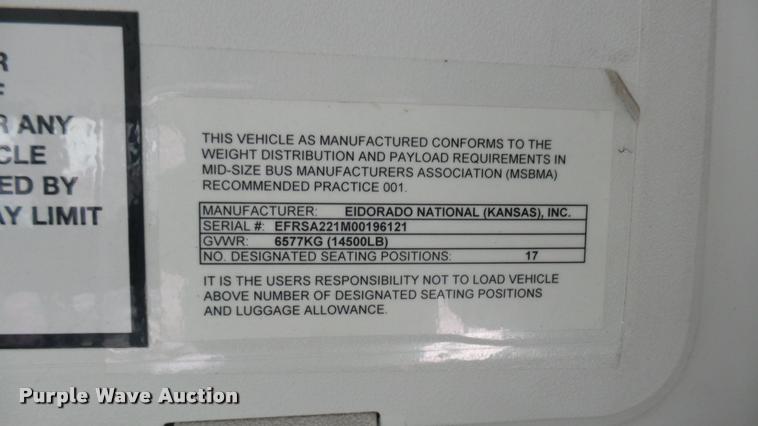 R
F
R ANY
CLE
ED BY
AY LIMIT
THIS VEHICLE AS MANUFACTURED CONFORMS TO THE
WEIGHT DISTRIBUTION AND PAYLOAD REQUIREMENTS IN
MID-SIZE BUS MANUFACTURERS ASSOCIATION (MSBMA)
RECOMMENDED PRACTICE 001.
MANUFACTURER: EIDORADO NATIONAL (KANSAS), INC.
SERIAL #: EFRSA221M00196121
GVWR: 6577KG (14500LB)
NO. DESIGNATED SEATING POSITIONS: 17
IT IS THE USERS RESPONSIBILITY NOT TO LOAD VEHICLE
ABOVE NUMBER OF DESIGNATED SEATING POSITIONS
AND LUGGAGE ALLOWANCE.
Purple Wave Auction